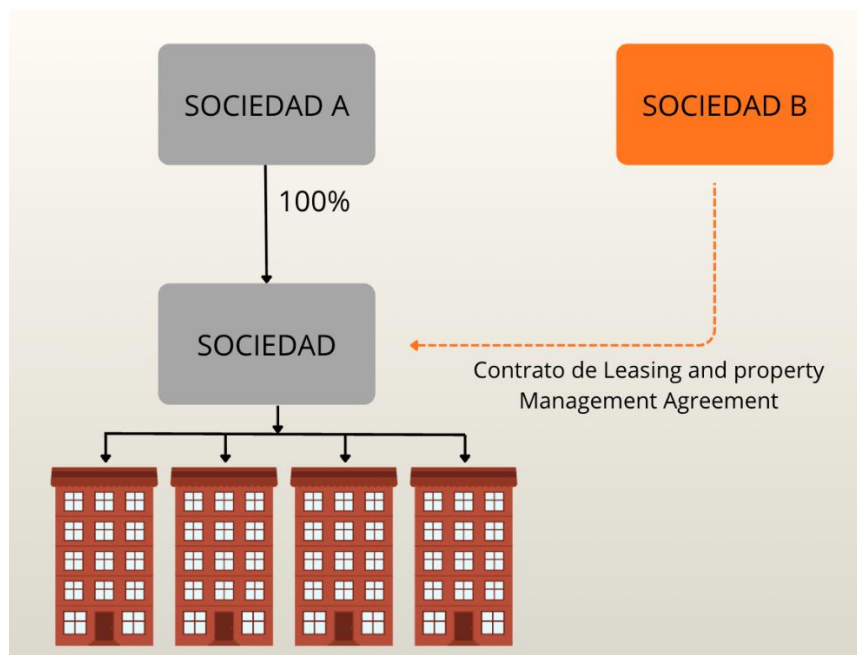 SOCIEDAD A
SOCIEDAD B
100%
SOCIEDAD
Contrato de Leasing and property
Management Agreement